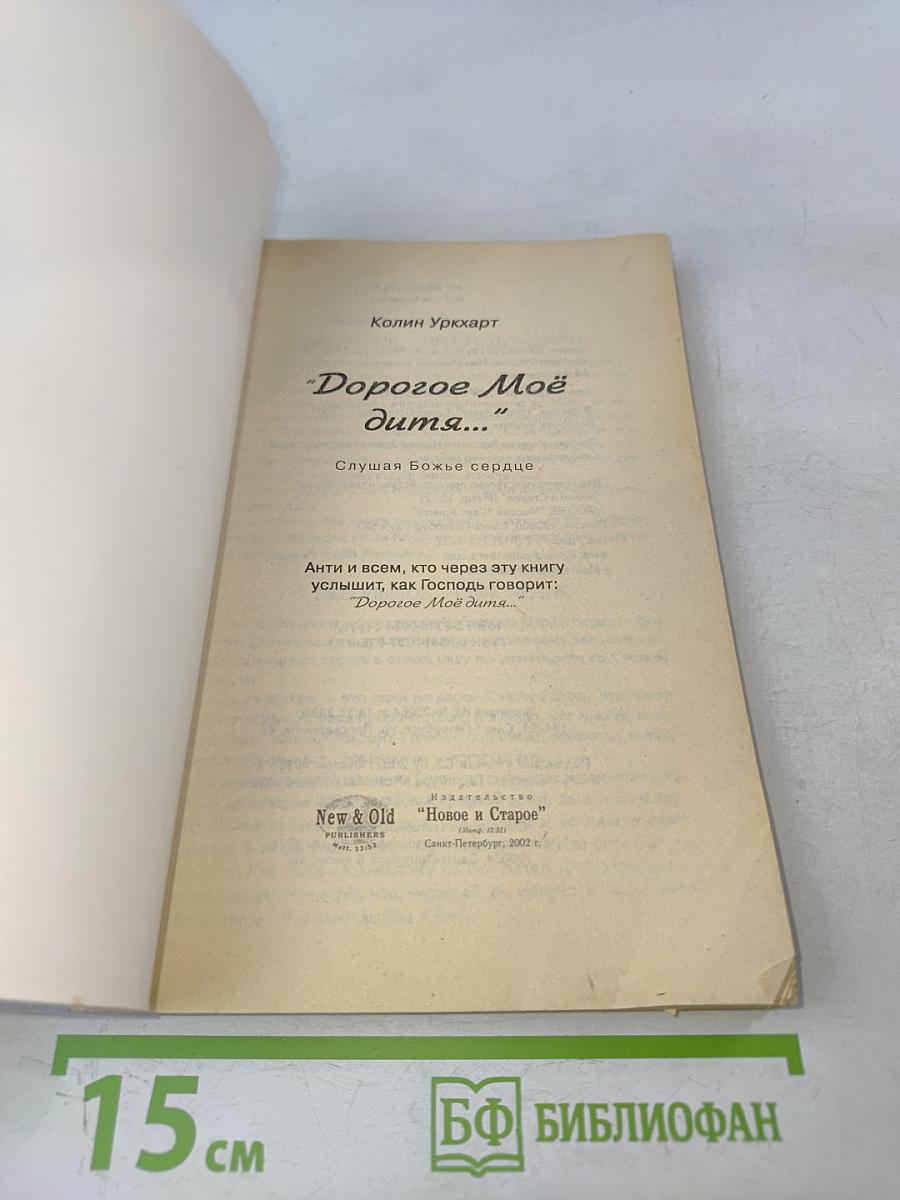 Колин Уркхарт
"Дорогое Моё
дитя..."
Слушая Божье сердце
Анти и всем, кто через эту книгу
услышит, как Господь говорит:
"Дорогое Моё дитя..."
New & Old
PUBLISHERS
Matt. 13:52
Издательство
"Новое и Старое"
(Матф. 13:52)
Санкт-Петербург, 2002 г.
15 см
БФ БИБЛИОФАН